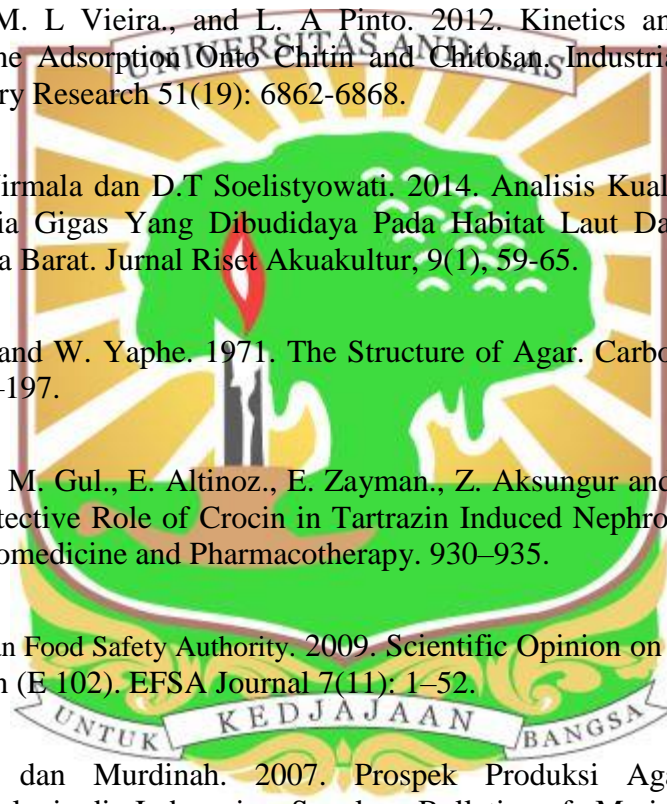 M. L Vieira., and L. A Pinto. 2012. Kinetics an
ne Adsorption Onto Chitin and Chitosan. Industria
UNIVERSITAS ANDALAS
ry Research 51(19): 6862-6868.
irmala dan D.T Soelistyowati. 2014. Analisis Kual
ia Gigas Yang Dibudidaya Pada Habitat Laut Da
a Barat. Jurnal Riset Akuakultur, 9(1), 59-65.
and W. Yaphe. 1971. The Structure of Agar. Carbo
–197.
M. Gul., E. Altinoz., E. Zayman., Z. Aksungur and
tective Role of Crocin in Tartrazin Induced Nephro
omedicine and Pharmacotherapy. 930–935.
an Food Safety Authority. 2009. Scientific Opinion on
n (E 102). EFSA Journal 7(11): 1–52.
UNTUK KEDJAJAAN BANGSA
dan Murdinah. 2007. Prospek Produksi Aga